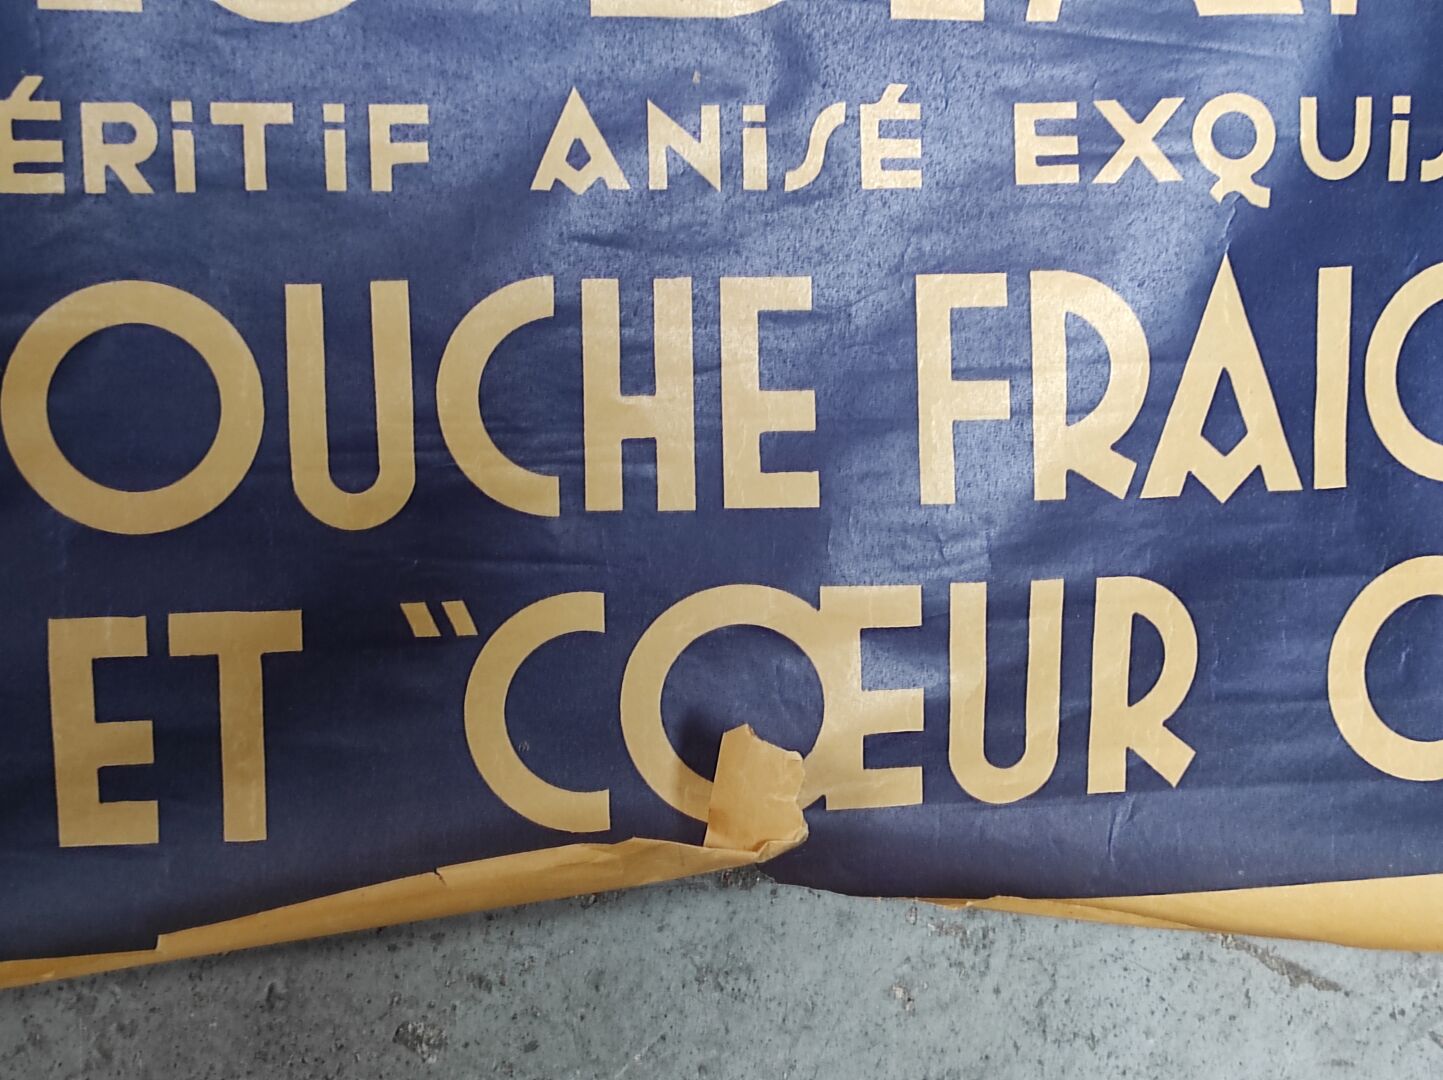 ÉRiTiF ANiSÉ EXQUiS
OUCHE FRAIC
ET "CŒUR C